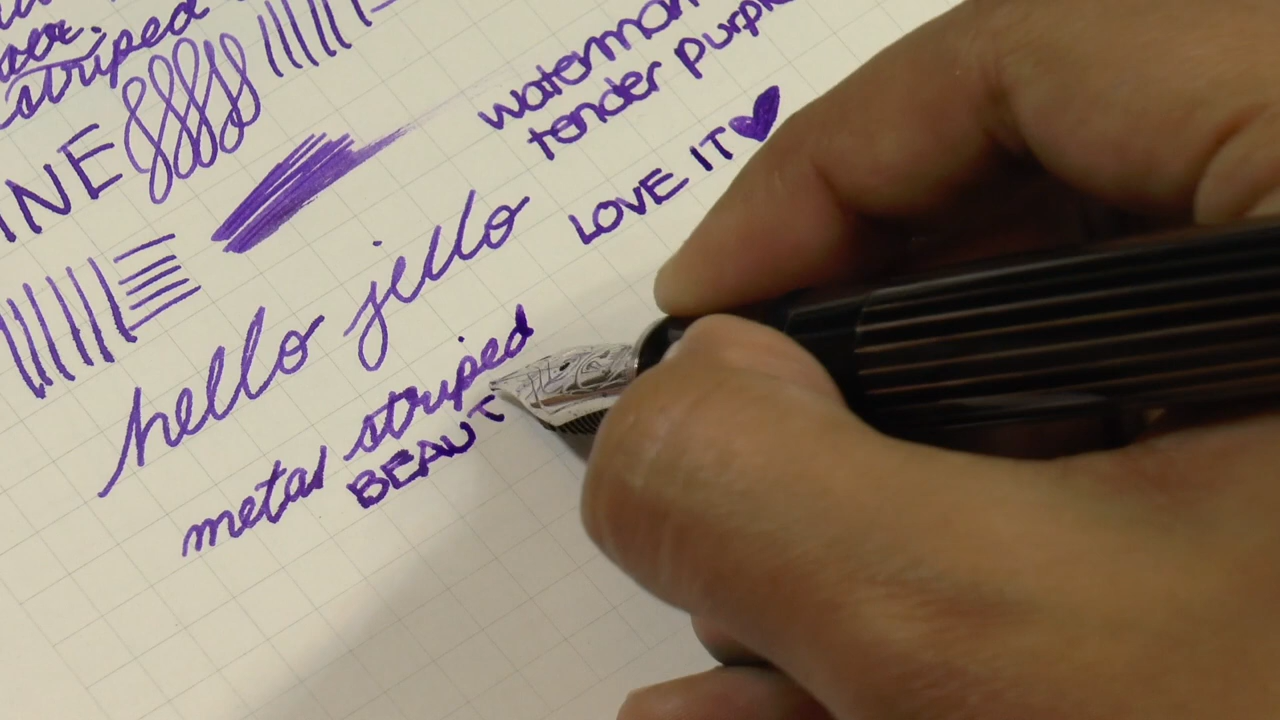 striped
waterman
tender purple
INE
LOVE IT
hello jello
metal striped
BEAUT